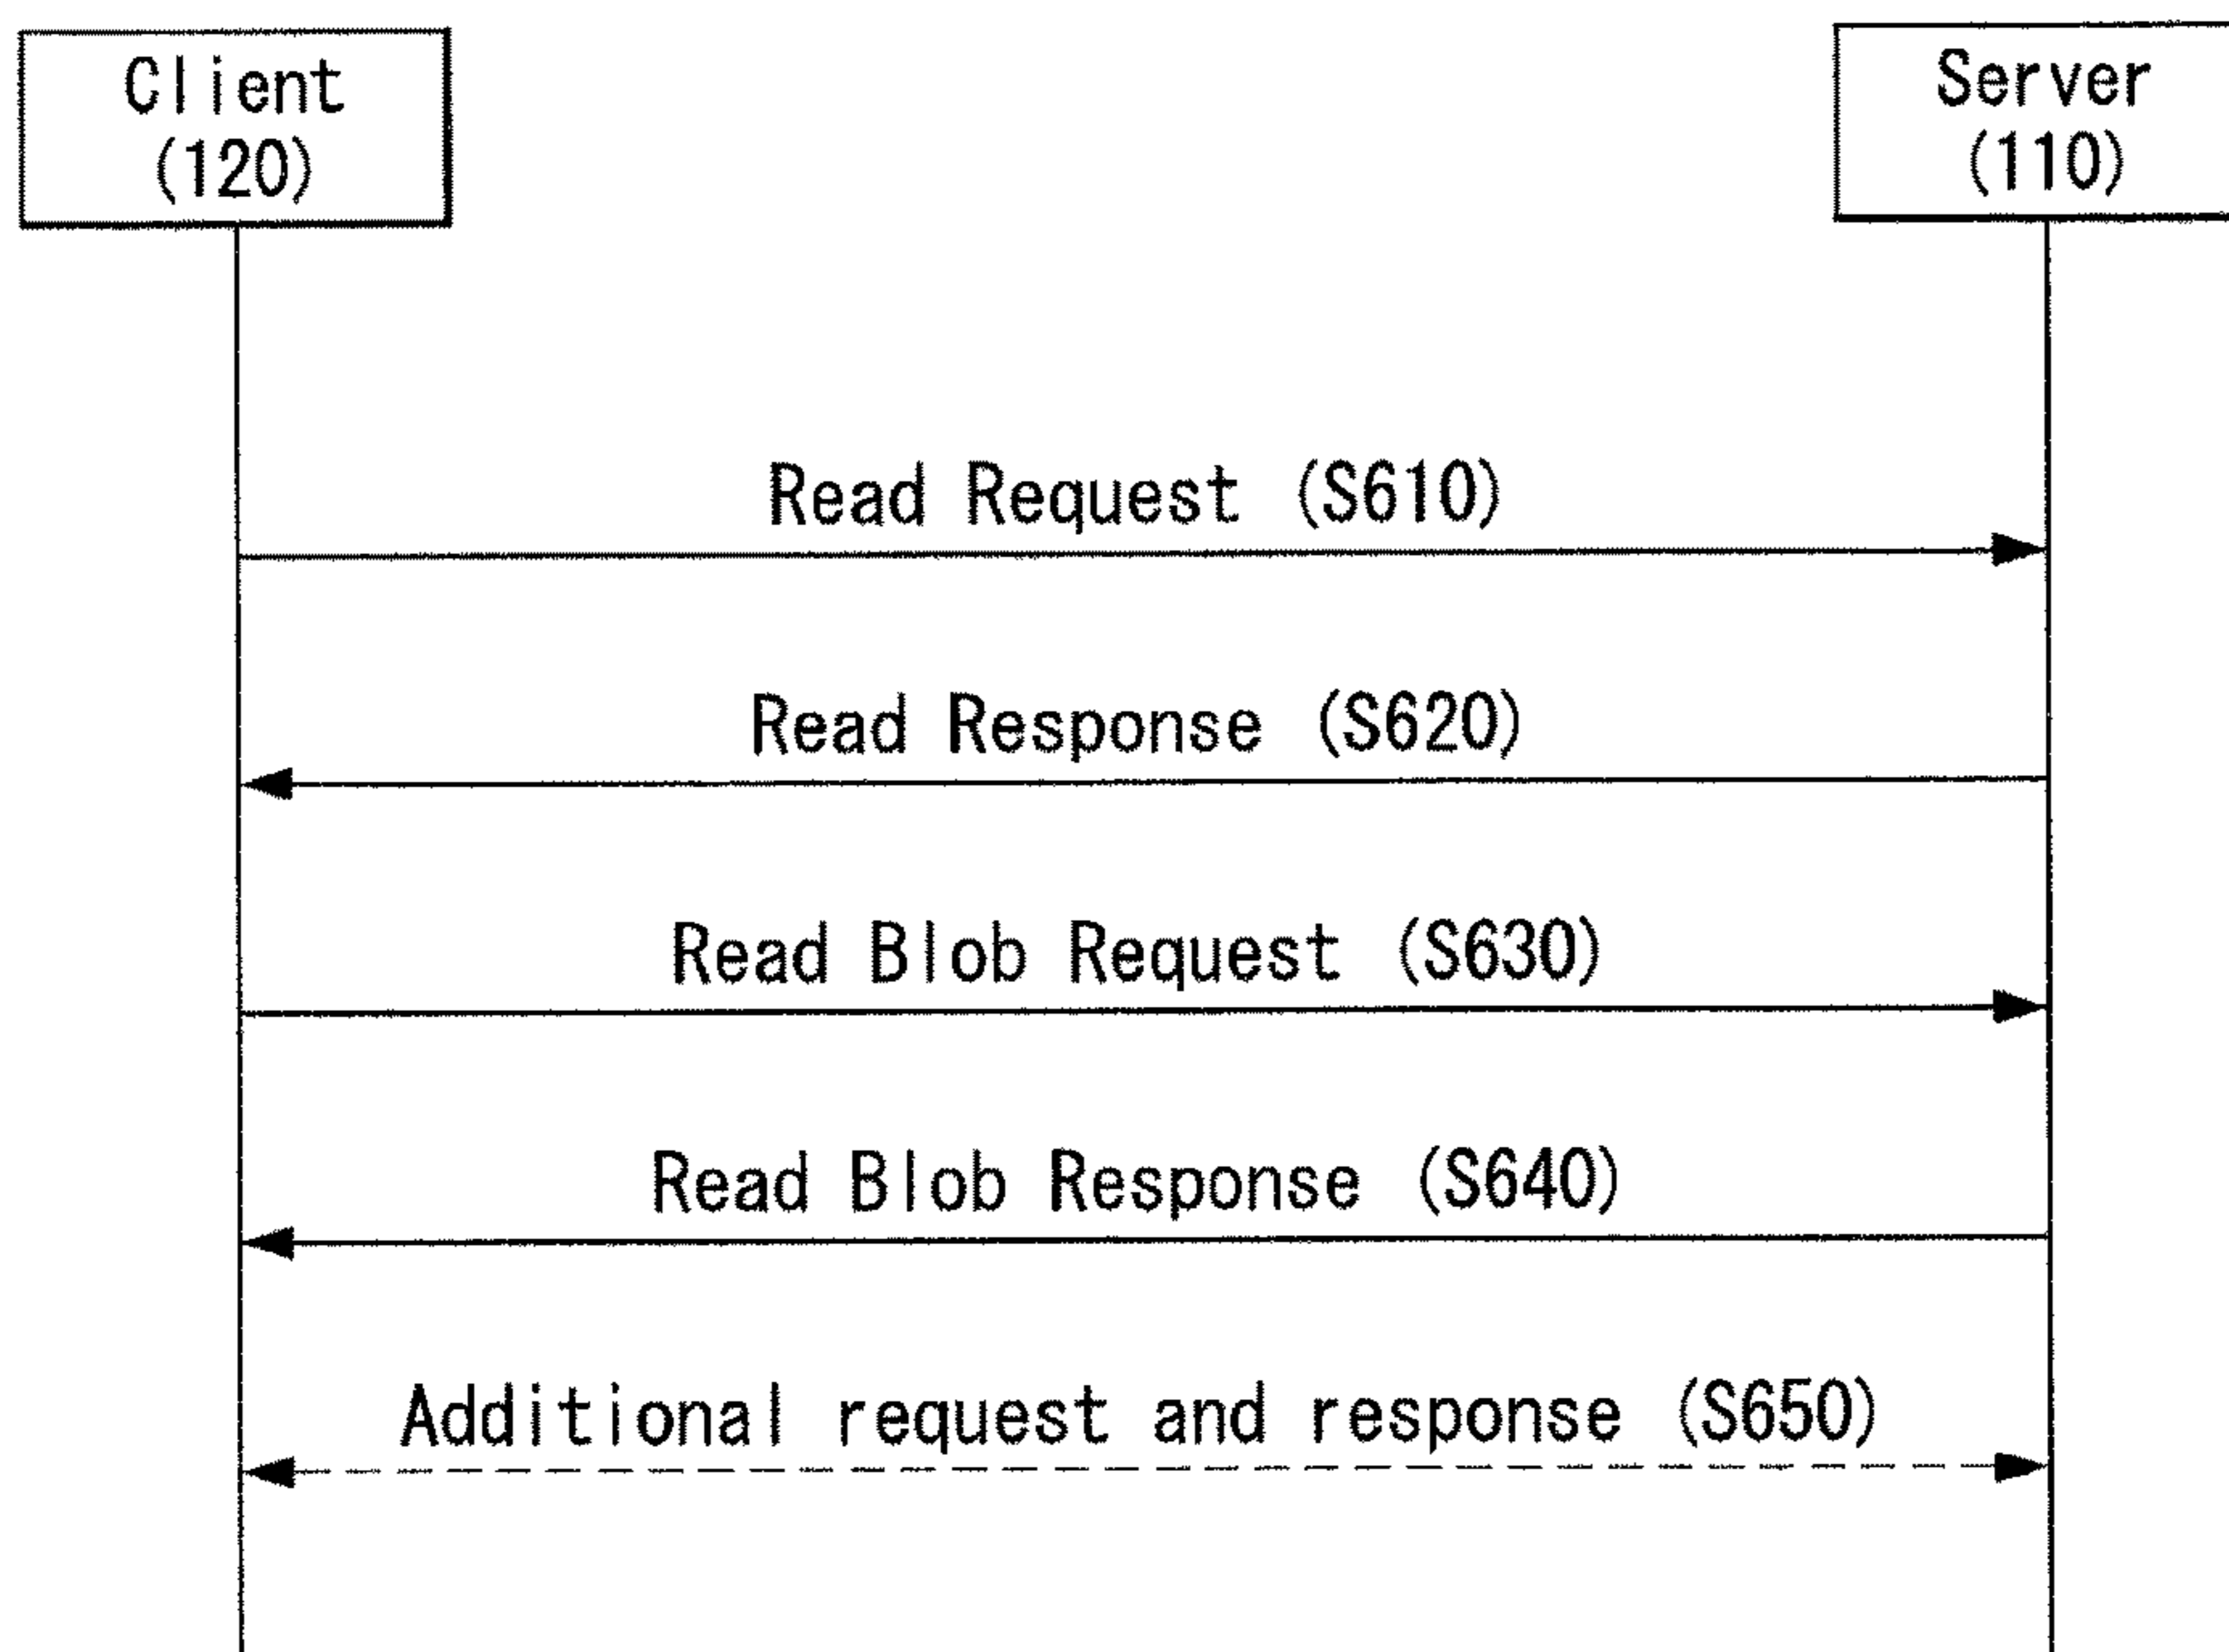 Client
(120)
Server
(110)
Read Request (S610)
Read Response (S620)
Read Blob Request (S630)
Read Blob Response (S640)
Additional request and response (S650)